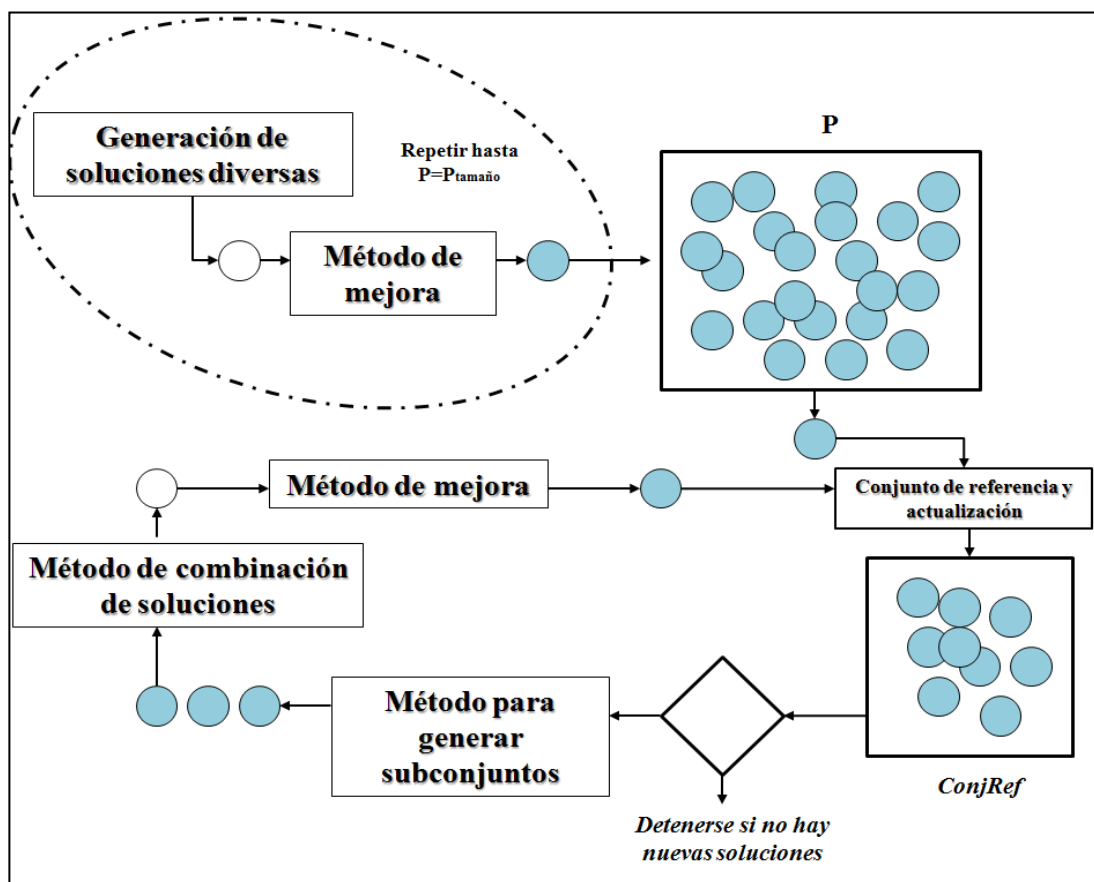 Generación de
soluciones diversas
Repetir hasta
P=Ptamaño
P
Método de
mejora
Método de mejora
Conjunto de referencia y
actualización
Método de combinación
de soluciones
Método para
generar
subconjuntos
ConjRef
Detenerse si no hay
nuevas soluciones